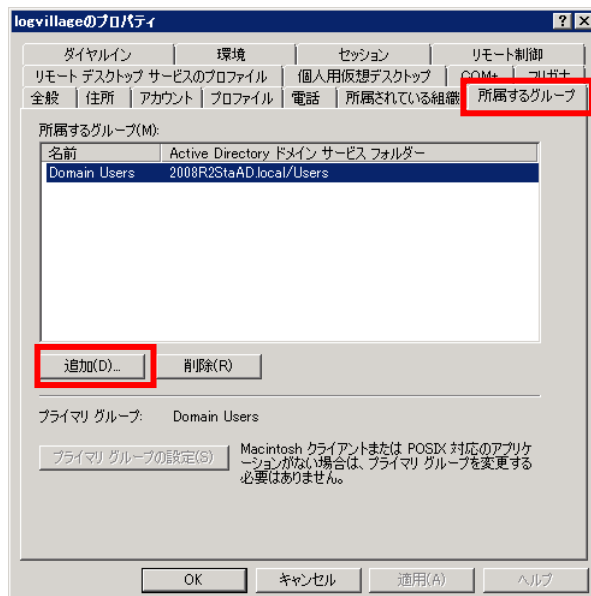 logvillageのプロパティ
ダイヤルイン 環境 セッション リモート制御
リモート デスクトップ サービスのプロファイル 個人用仮想デスクトップ COM+ フリガナ
全般 住所 アカウント プロファイル 電話 所属されている組織 所属するグループ
所属するグループ(M):
名前 Active Directory ドメイン サービス フォルダー
Domain Users 2008R2StaAD.local/Users
追加(D)... 削除(R)
プライマリ グループ: Domain Users
プライマリ グループの設定(S)
Macintosh クライアントまたは POSIX 対応のアプリケ
ーションがない場合は、プライマリ グループを変更する
必要はありません。
OK キャンセル 適用(A) ヘルプ